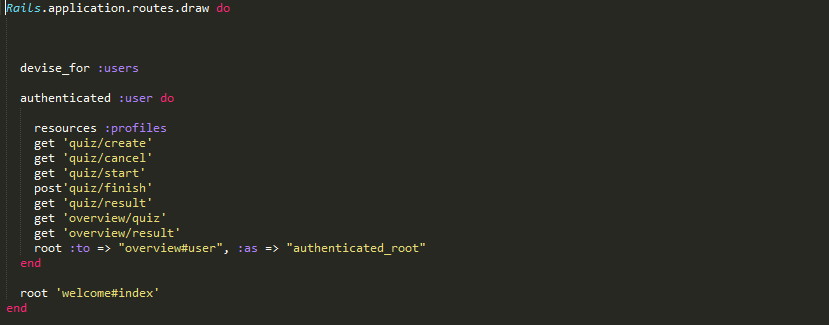 Rails.application.routes.draw do
devise_for :users
authenticated :user do
resources :profiles
get 'quiz/create'
get 'quiz/cancel'
get 'quiz/start'
post'quiz/finish'
get 'quiz/result'
get 'overview/quiz'
get 'overview/result'
root :to => "overview#user", :as => "authenticated_root"
end
root 'welcome#index'
end